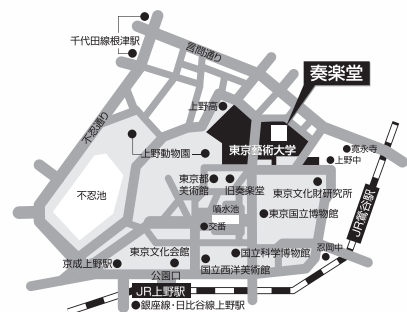 千代田線根津駅
言問通り
奏楽堂
不忍通り
上野高
東京藝術大学
寛永寺
上野中
上野動物園
東京都
美術館
旧奏楽堂
東京文化財研究所
不忍池
噴水池
東京国立博物館
交番
JR鶯谷駅
忍岡中
東京文化会館
国立科学博物館
京成上野駅
公園口
国立西洋美術館
JR上野駅
銀座線・日比谷線上野駅